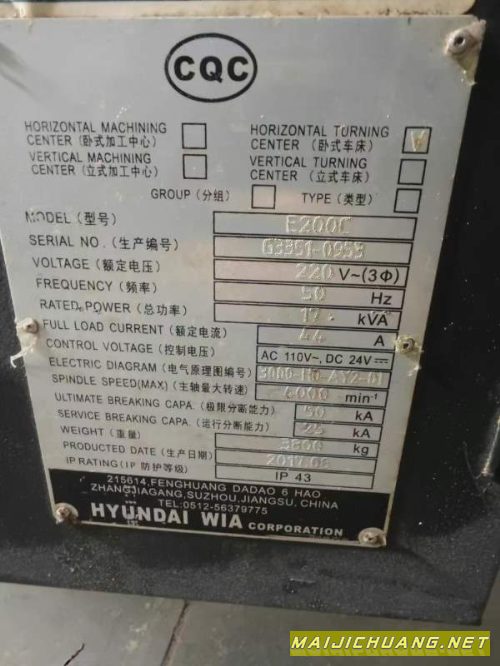 CQC
HORIZONTAL MACHINING CENTER (卧式加工中心)
HORIZONTAL TURNING CENTER (卧式车床) V
VERTICAL MACHINING CENTER (立式加工中心)
VERTICAL TURNING CENTER (立式车床)
GROUP (分组)
TYPE (类型)
MODEL (型号) E200C
SERIAL NO. (生产编号) G3351-0953
VOLTAGE (额定电压) 220 V~(3Φ)
FREQUENCY (频率) 50 Hz
RATED POWER (总功率) kVA
FULL LOAD CURRENT (额定电流) 44 A
CONTROL VOLTAGE (控制电压) AC 110V~, DC 24V
ELECTRIC DIAGRAM (电气原理图编号)
SPINDLE SPEED(MAX) (主轴最大转速) 6000 min⁻¹
ULTIMATE BREAKING CAPA. (极限分断能力) 50 kA
SERVICE BREAKING CAPA. (运行分断能力) 25 kA
WEIGHT (重量) kg
PRODUCTED DATE (生产日期) 2017.06
IP RATING (IP 防护等级) IP 43
215614, FENGHUANG DADAO 6 HAO
ZHANGJIAGANG, SUZHOU, JIANGSU, CHINA
TEL:0512-56379775
HYUNDAI WIA CORPORATION
MAIJICHUANG.NET